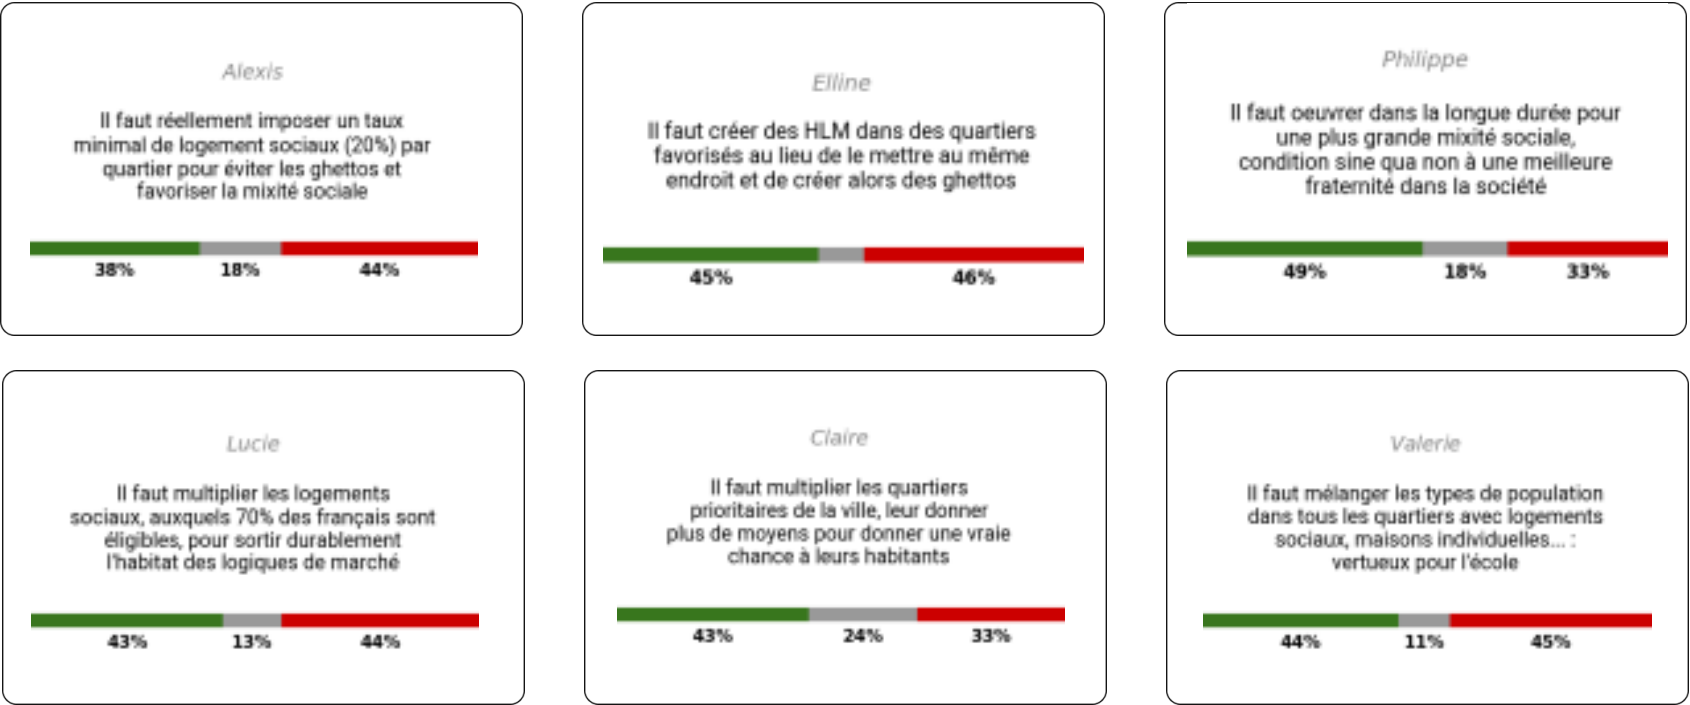 Alexis
Il faut réellement imposer un taux
minimal de logement sociaux (20%) par
quartier pour éviter les ghettos et
favoriser la mixité sociale
38% 18% 44%
Elline
Il faut créer des HLM dans des quartiers
favorisés au lieu de le mettre au même
endroit et de créer alors des ghettos
45% 46%
Philippe
Il faut oeuvrer dans la longue durée pour
une plus grande mixité sociale,
condition sine qua non à une meilleure
fraternité dans la société
49% 18% 33%
Lucie
Il faut multiplier les logements
sociaux, auxquels 70% des français sont
éligibles, pour sortir durablement
l'habitat des logiques de marché
43% 13% 44%
Claire
Il faut multiplier les quartiers
prioritaires de la ville, leur donner
plus de moyens pour donner une vraie
chance à leurs habitants
43% 24% 33%
Valerie
Il faut mélanger les types de population
dans tous les quartiers avec logements
sociaux, maisons individuelles... :
vertueux pour l'école
44% 11% 45%